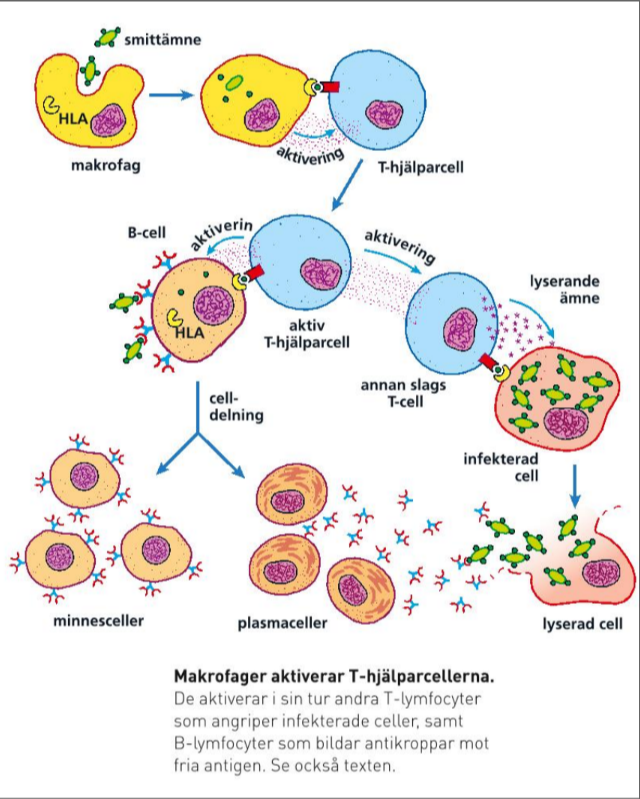 smittämne
HLA
makrofag
aktivering
T-hjälparcell
B-cell
aktiverin
aktivering
HLA
aktiv
T-hjälparcell
lyserande
ämne
annan slags
T-cell
cell-
delning
infekterad
cell
minnesceller
plasmaceller
lyserad cell
Makrofager aktiverar T-hjälparcellerna.
De aktiverar i sin tur andra T-lymfocyter
som angriper infekterade celler, samt
B-lymfocyter som bildar antikroppar mot
fria antigen. Se också texten.